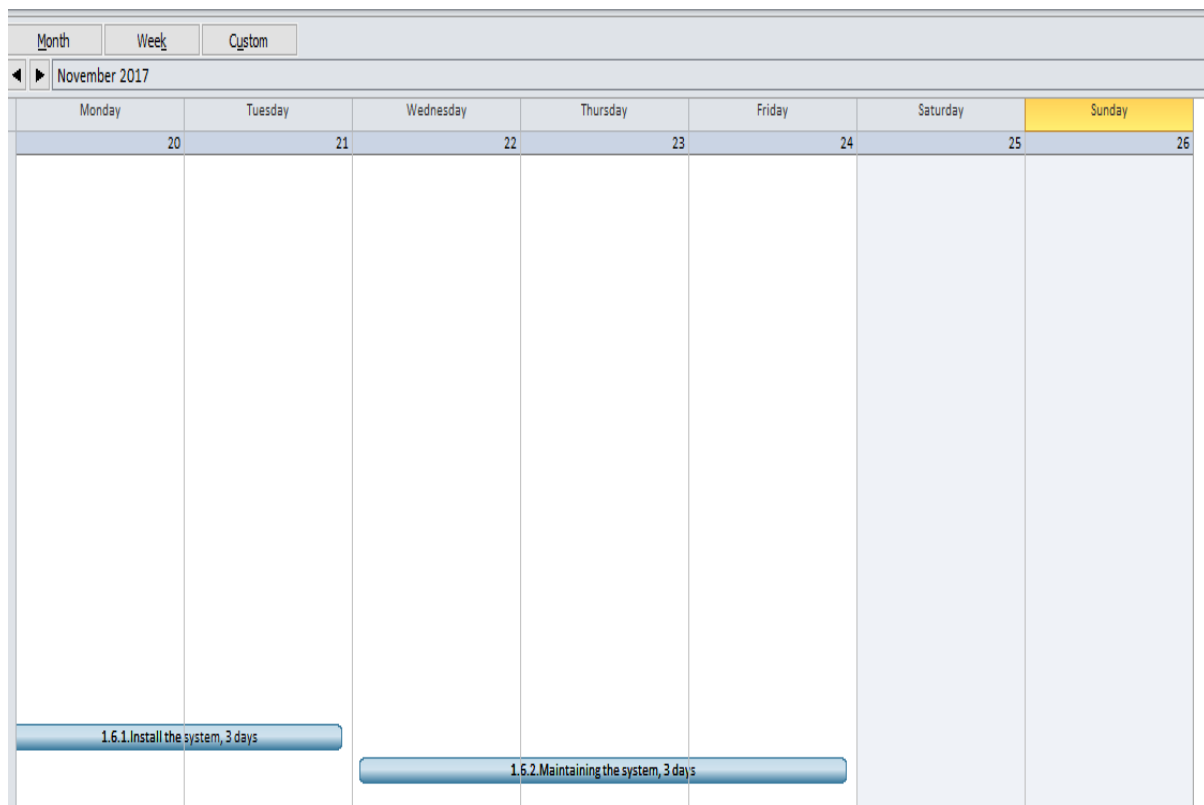 Month Week Custom
November 2017
Monday Tuesday Wednesday Thursday Friday Saturday Sunday
20 21 22 23 24 25 26
1.6.1.Install the system, 3 days
1.6.2.Maintaining the system, 3 days